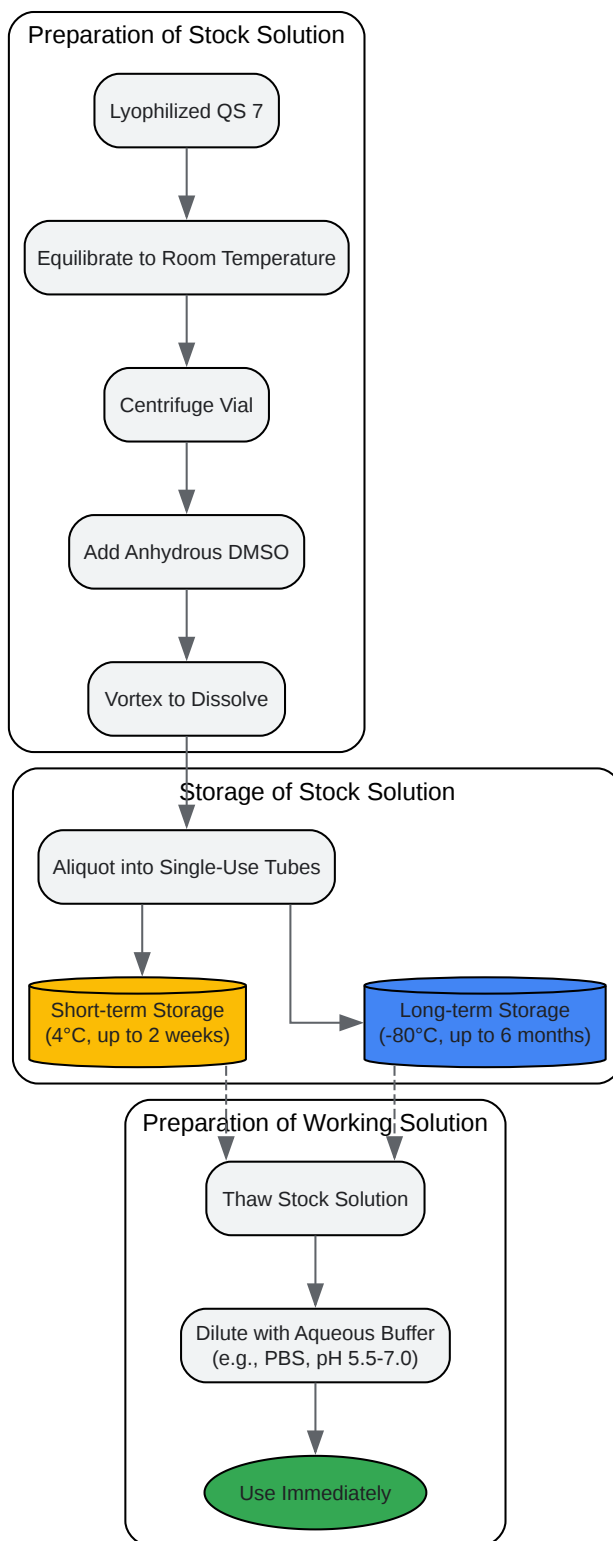 Preparation of Stock Solution
Lyophilized QS 7
Equilibrate to Room Temperature
Centrifuge Vial
Add Anhydrous DMSO
Vortex to Dissolve
Storage of Stock Solution
Aliquot into Single-Use Tubes
Short-term Storage
(4°C, up to 2 weeks)
Long-term Storage
(-80°C, up to 6 months)
Preparation of Working Solution
Thaw Stock Solution
Dilute with Aqueous Buffer
(e.g., PBS, pH 5.5-7.0)
Use Immediately